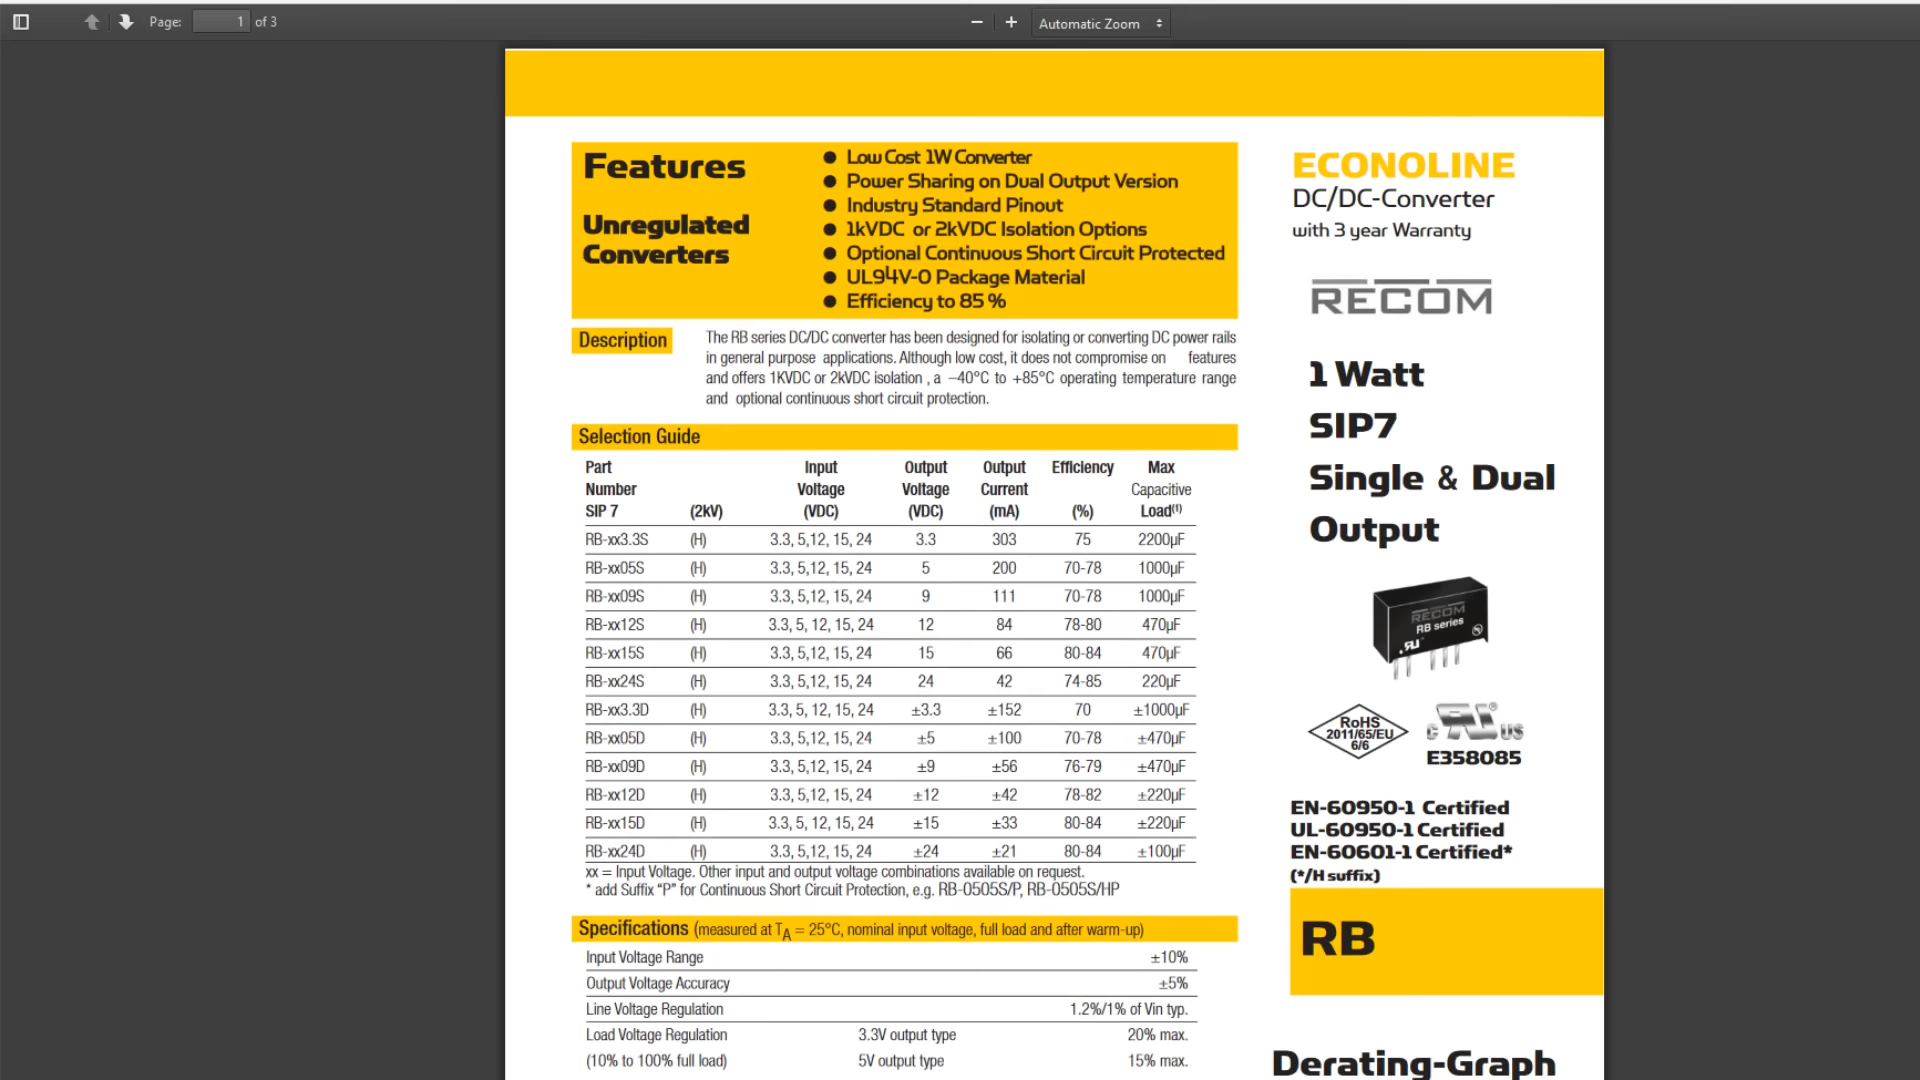 Page: 1 of 3
Automatic Zoom
Features
Unregulated
Converters
● Low Cost 1W Converter
● Power Sharing on Dual Output Version
● Industry Standard Pinout
● 1kVDC or 2kVDC Isolation Options
● Optional Continuous Short Circuit Protected
● UL94V-0 Package Material
● Efficiency to 85 %
ECONOLINE
DC/DC-Converter
with 3 year Warranty
RECOM
1 Watt
SIP7
Single & Dual
Output
RECOM
RB series
RoHS
2011/65/EU
6/6
C US
E358085
EN-60950-1 Certified
UL-60950-1 Certified
EN-60601-1 Certified*
(*/H suffix)
RB
Derating-Graph
Description
The RB series DC/DC converter has been designed for isolating or converting DC power rails
in general purpose applications. Although low cost, it does not compromise on features
and offers 1KVDC or 2kVDC isolation , a –40°C to +85°C operating temperature range
and optional continuous short circuit protection.
Selection Guide
Part Input Output Output Efficiency Max
Number Voltage Voltage Current Capacitive
SIP 7 (2kV) (VDC) (VDC) (mA) (%) Load(1)
RB-xx3.3S (H) 3.3, 5,12, 15, 24 3.3 303 75 2200µF
RB-xx05S (H) 3.3, 5,12, 15, 24 5 200 70-78 1000µF
RB-xx09S (H) 3.3, 5,12, 15, 24 9 111 70-78 1000µF
RB-xx12S (H) 3.3, 5, 12, 15, 24 12 84 78-80 470µF
RB-xx15S (H) 3.3, 5,12, 15, 24 15 66 80-84 470µF
RB-xx24S (H) 3.3, 5,12, 15, 24 24 42 74-85 220µF
RB-xx3.3D (H) 3.3, 5, 12, 15, 24 ±3.3 ±152 70 ±1000µF
RB-xx05D (H) 3.3, 5, 12, 15, 24 ±5 ±100 70-78 ±470µF
RB-xx09D (H) 3.3, 5,12, 15, 24 ±9 ±56 76-79 ±470µF
RB-xx12D (H) 3.3, 5,12, 15, 24 ±12 ±42 78-82 ±220µF
RB-xx15D (H) 3.3, 5, 12, 15, 24 ±15 ±33 80-84 ±220µF
RB-xx24D (H) 3.3, 5,12, 15, 24 ±24 ±21 80-84 ±100µF
xx = Input Voltage. Other input and output voltage combinations available on request.
* add Suffix “P” for Continuous Short Circuit Protection, e.g. RB-0505S/P, RB-0505S/HP
Specifications (measured at TA = 25°C, nominal input voltage, full load and after warm-up)
Input Voltage Range ±10%
Output Voltage Accuracy ±5%
Line Voltage Regulation 1.2%/1% of Vin typ.
Load Voltage Regulation 3.3V output type 20% max.
(10% to 100% full load) 5V output type 15% max.